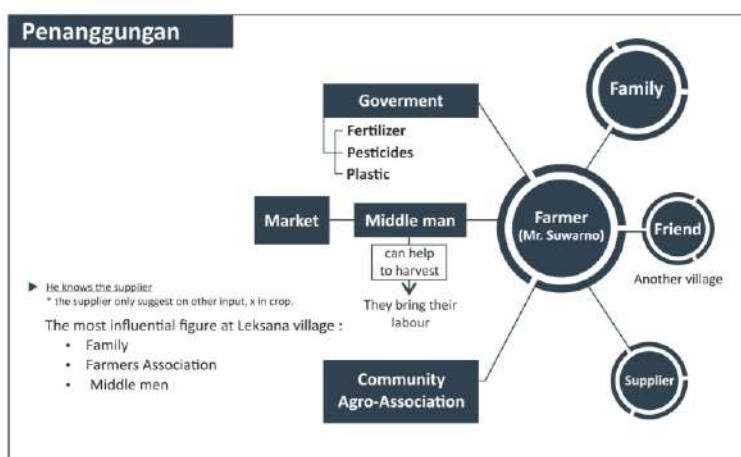 Penanggungan
Goverment
Fertilizer
Pesticides
Plastic
Family
Market
Middle man
Farmer
(Mr. Suwarno)
Friend
Another village
can help
to harvest
They bring their
labour
He knows the supplier
* the supplier only suggest on other input, x in crop.
The most influential figure at Leksana village :
• Family
• Farmers Association
• Middle men
Community
Agro-Association
Supplier